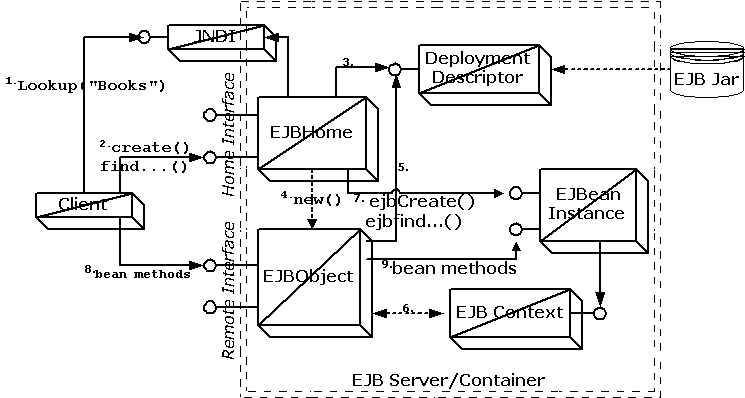 JNDI
1.Lookup("Books")
3.
Deployment
Descriptor
EJB Jar
Home Interface
EJBHome
2.create()
find...()
5.
4.new()
7. ejbCreate()
ejbfind...()
EJBean
Instance
Client
Remote Interface
EJBObject
8.bean methods
9.bean methods
6.
EJB Context
EJB Server/Container